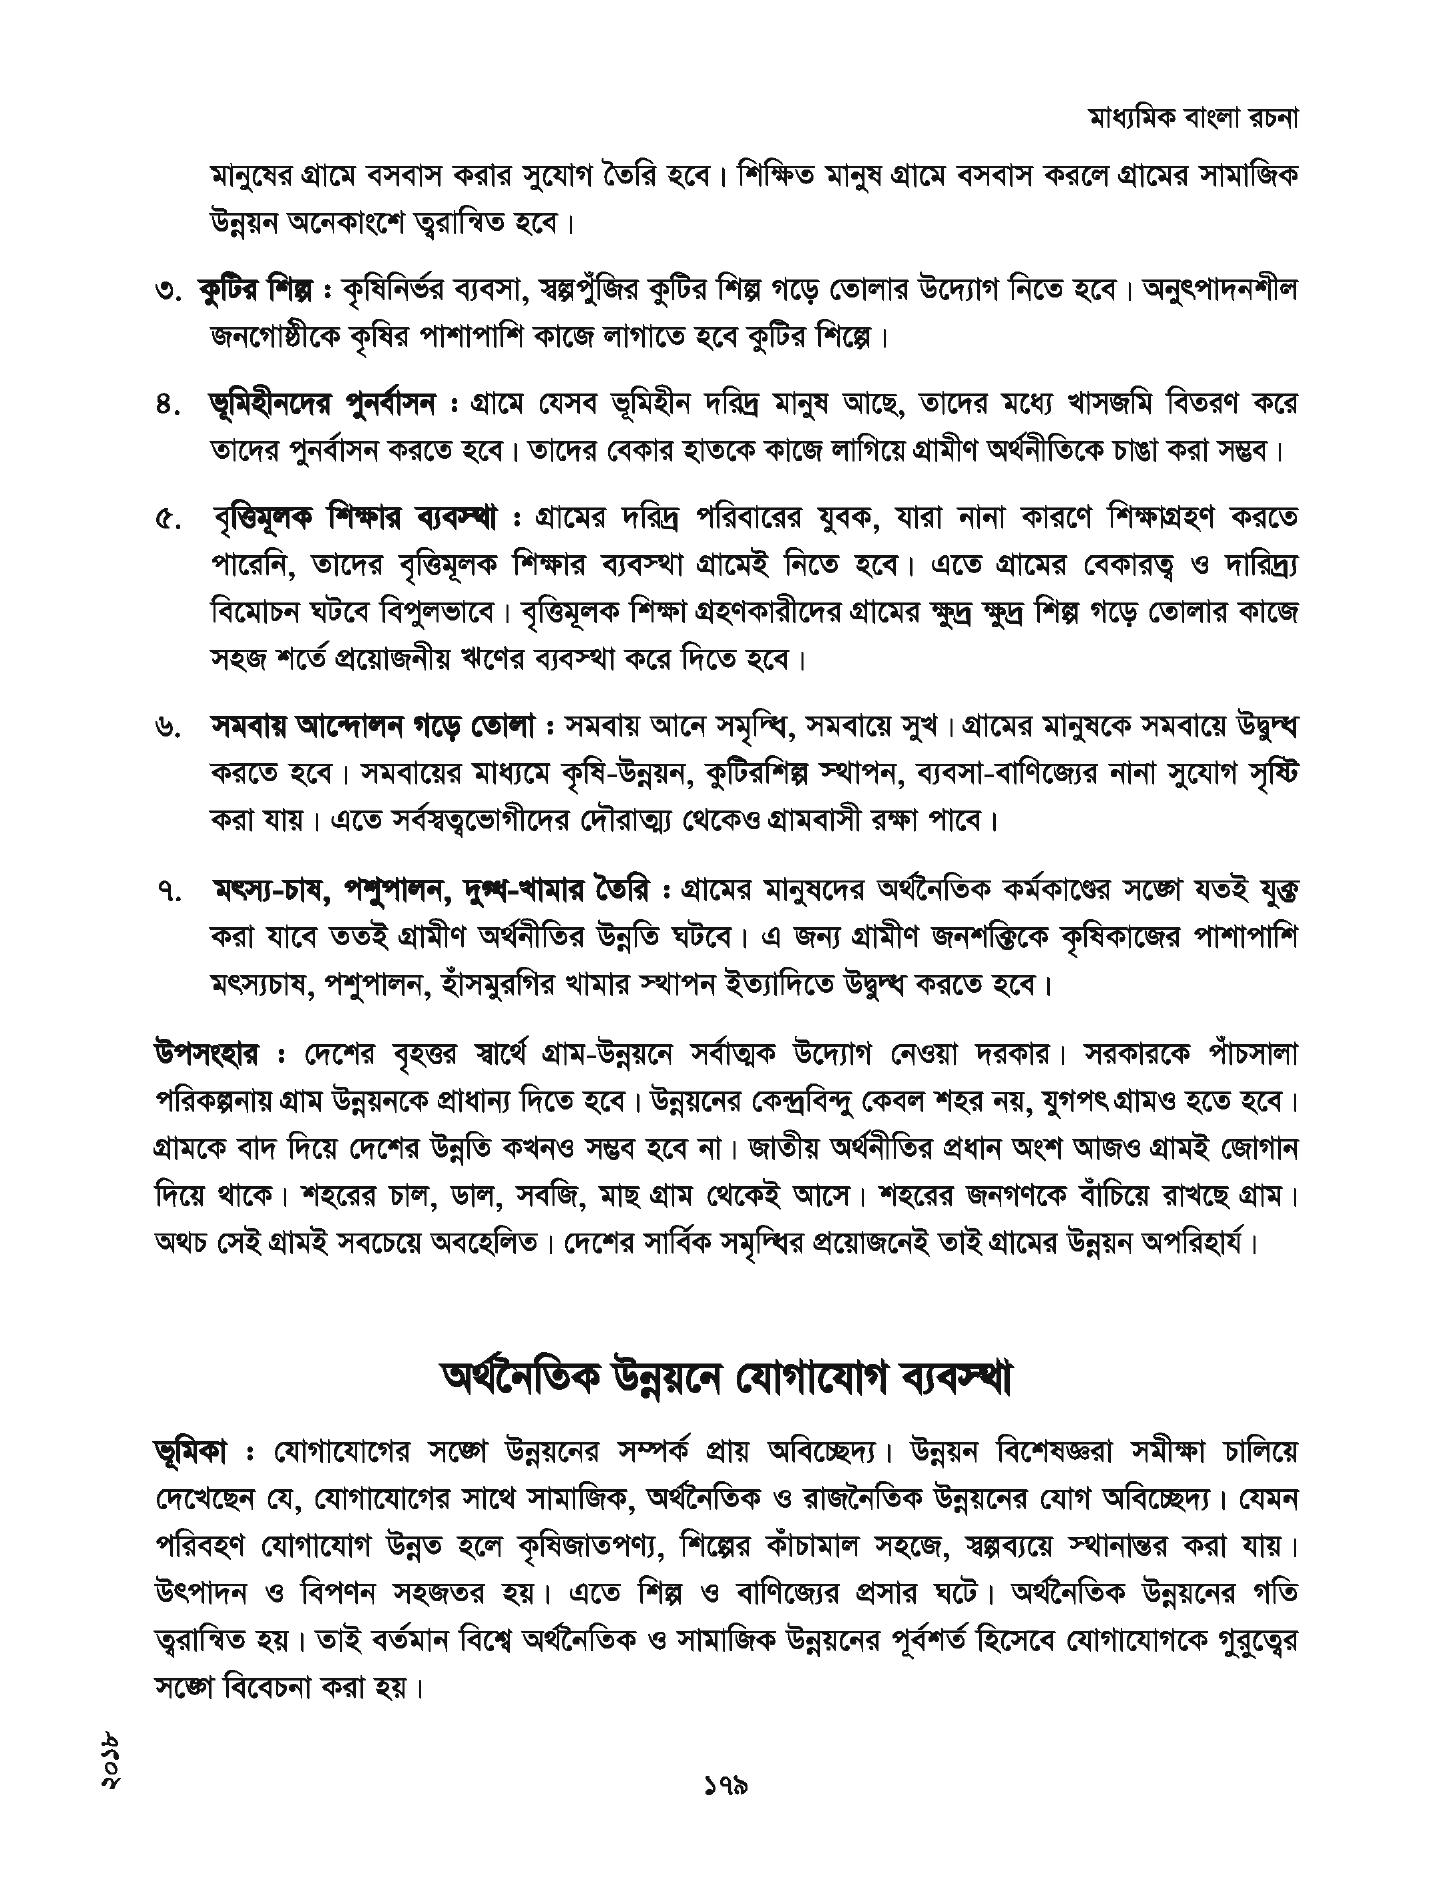 মাধ্যমিক বাংলা রচনা
মানুষের গ্রামে বসবাস করার সুযোগ তৈরি হবে। শিক্ষিত মানুষ গ্রামে বসবাস করলে গ্রামের সামাজিক
উন্নয়ন অনেকাংশে ত্বরান্বিত হবে।
৩. কুটির শিল্প : কৃষিনির্ভর ব্যবসা, স্বল্পপুঁজির কুটির শিল্প গড়ে তোলার উদ্যোগ নিতে হবে। অনুৎপাদনশীল
জনগোষ্ঠীকে কৃষির পাশাপাশি কাজে লাগাতে হবে কুটির শিল্পে।
৪. ভূমিহীনদের পুনর্বাসন : গ্রামে যেসব ভূমিহীন দরিদ্র মানুষ আছে, তাদের মধ্যে খাসজমি বিতরণ করে
তাদের পুনর্বাসন করতে হবে। তাদের বেকার হাতকে কাজে লাগিয়ে গ্রামীণ অর্থনীতিকে চাঙা করা সম্ভব।
৫. বৃত্তিমূলক শিক্ষার ব্যবস্থা : গ্রামের দরিদ্র পরিবারের যুবক, যারা নানা কারণে শিক্ষাগ্রহণ করতে
পারেনি, তাদের বৃত্তিমূলক শিক্ষার ব্যবস্থা গ্রামেই নিতে হবে। এতে গ্রামের বেকারত্ব ও দারিদ্র্য
বিমোচন ঘটবে বিপুলভাবে। বৃত্তিমূলক শিক্ষা গ্রহণকারীদের গ্রামের ক্ষুদ্র ক্ষুদ্র শিল্প গড়ে তোলার কাজে
সহজ শর্তে প্রয়োজনীয় ঋণের ব্যবস্থা করে দিতে হবে।
৬. সমবায় আন্দোলন গড়ে তোলা : সমবায় আনে সমৃদ্ধি, সমবায়ে সুখ। গ্রামের মানুষকে সমবায়ে উদ্বুদ্ধ
করতে হবে। সমবায়ের মাধ্যমে কৃষি-উন্নয়ন, কুটিরশিল্প স্থাপন, ব্যবসা-বাণিজ্যের নানা সুযোগ সৃষ্টি
করা যায়। এতে সর্বস্বত্বভোগীদের দৌরাত্ম্য থেকেও গ্রামবাসী রক্ষা পাবে।
৭. মৎস্য-চাষ, পশুপালন, দুগ্ধ-খামার তৈরি : গ্রামের মানুষদের অর্থনৈতিক কর্মকাণ্ডের সঙ্গে যতই যুক্ত
করা যাবে ততই গ্রামীণ অর্থনীতির উন্নতি ঘটবে। এ জন্য গ্রামীণ জনশক্তিকে কৃষিকাজের পাশাপাশি
মৎস্যচাষ, পশুপালন, হাঁসমুরগির খামার স্থাপন ইত্যাদিতে উদ্বুদ্ধ করতে হবে।
উপসংহার : দেশের বৃহত্তর স্বার্থে গ্রাম-উন্নয়নে সর্বাত্মক উদ্যোগ নেওয়া দরকার। সরকারকে পাঁচসালা
পরিকল্পনায় গ্রাম উন্নয়নকে প্রাধান্য দিতে হবে। উন্নয়নের কেন্দ্রবিন্দু কেবল শহর নয়, যুগপৎ গ্রামও হতে হবে।
গ্রামকে বাদ দিয়ে দেশের উন্নতি কখনও সম্ভব হবে না। জাতীয় অর্থনীতির প্রধান অংশ আজও গ্রামই জোগান
দিয়ে থাকে। শহরের চাল, ডাল, সবজি, মাছ গ্রাম থেকেই আসে। শহরের জনগণকে বাঁচিয়ে রাখছে গ্রাম।
অথচ সেই গ্রামই সবচেয়ে অবহেলিত। দেশের সার্বিক সমৃদ্ধির প্রয়োজনেই তাই গ্রামের উন্নয়ন অপরিহার্য।
অর্থনৈতিক উন্নয়নে যোগাযোগ ব্যবস্থা
ভূমিকা : যোগাযোগের সঙ্গে উন্নয়নের সম্পর্ক প্রায় অবিচ্ছেদ্য। উন্নয়ন বিশেষজ্ঞরা সমীক্ষা চালিয়ে
দেখেছেন যে, যোগাযোগের সাথে সামাজিক, অর্থনৈতিক ও রাজনৈতিক উন্নয়নের যোগ অবিচ্ছেদ্য। যেমন
পরিবহণ যোগাযোগ উন্নত হলে কৃষিজাতপণ্য, শিল্পের কাঁচামাল সহজে, স্বল্পব্যয়ে স্থানান্তর করা যায়।
উৎপাদন ও বিপণন সহজতর হয়। এতে শিল্প ও বাণিজ্যের প্রসার ঘটে। অর্থনৈতিক উন্নয়নের গতি
ত্বরান্বিত হয়। তাই বর্তমান বিশ্বে অর্থনৈতিক ও সামাজিক উন্নয়নের পূর্বশর্ত হিসেবে যোগাযোগকে গুরুত্বের
সঙ্গে বিবেচনা করা হয়।
২০১৮
১৭৯